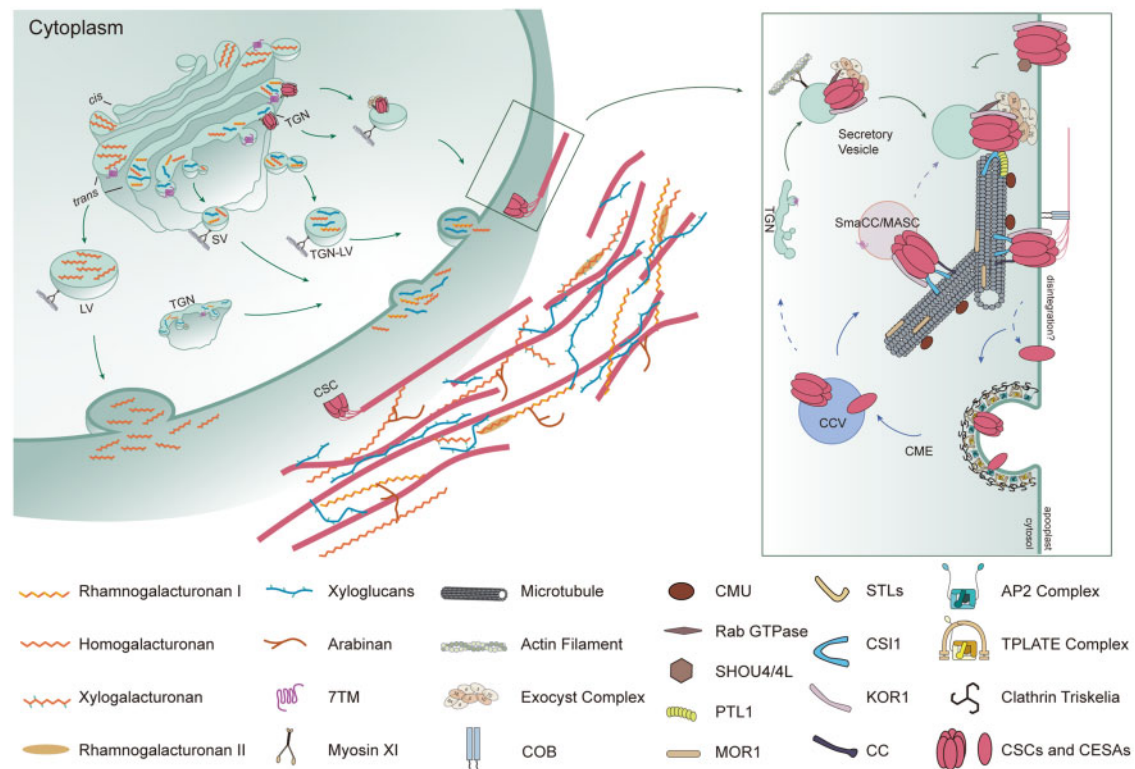 Cytoplasm
cis
TGN
trans
SV
TGN-LV
LV
TGN
CSC
TGN
Secretory
Vesicle
SmaCC/MASC
disintegration?
CCV
CME
cytosol
apoplast
Rhamnogalacturonan I
Xyloglucans
Microtubule
CMU
STLs
AP2 Complex
Homogalacturonan
Arabinan
Actin Filament
Rab GTPase
CSI1
TPLATE Complex
SHOU4/4L
Xylogalacturonan
7TM
Exocyst Complex
PTL1
KOR1
Clathrin Triskelia
Rhamnogalacturonan II
Myosin XI
COB
MOR1
CC
CSCs and CESAs